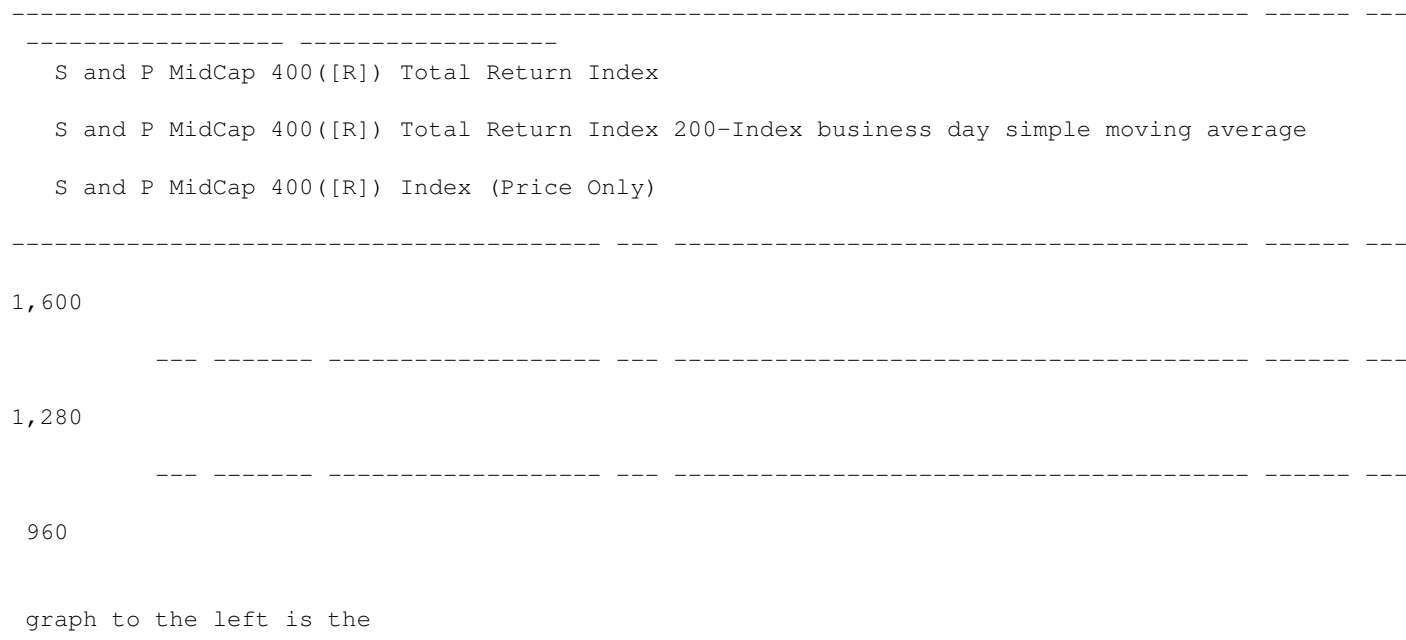 -------------------------------------------------------------------------------------- ------ ---
------------------ ------------------
S and P MidCap 400([R]) Total Return Index
S and P MidCap 400([R]) Total Return Index 200-Index business day simple moving average
S and P MidCap 400([R]) Index (Price Only)
----------------------------------------- --- ---------------------------------------- ------ ---
1,600
--- ------- ------------------- --- ---------------------------------------- ------ ---
1,280
--- ------- ------------------- --- ---------------------------------------- ------ ---
960
graph to the left is the